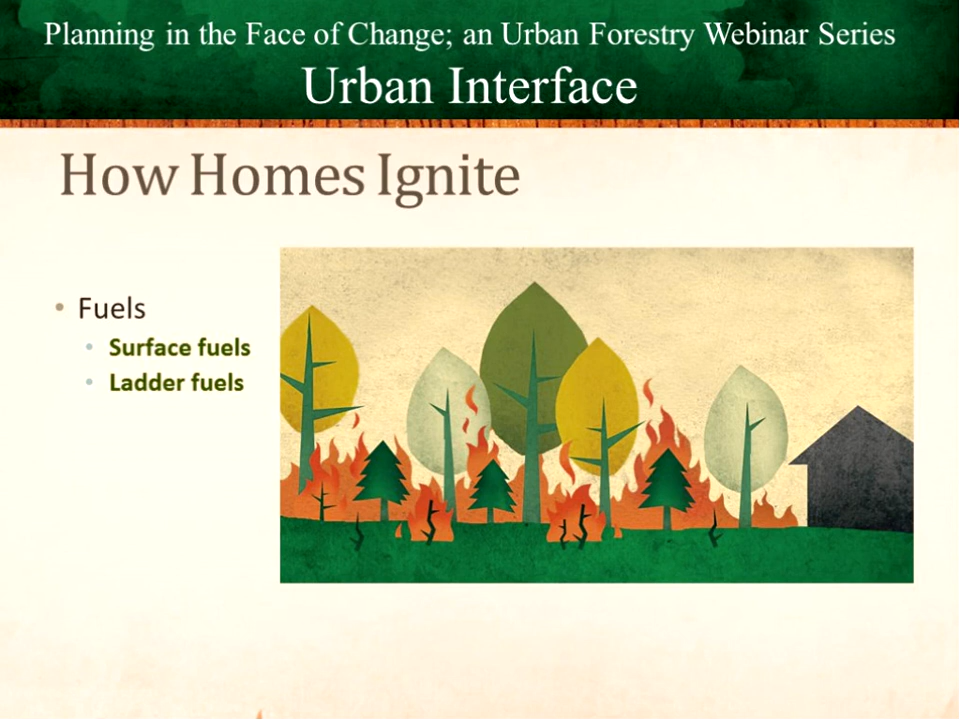 Planning in the Face of Change; an Urban Forestry Webinar Series
Urban Interface
How Homes Ignite
• Fuels
• Surface fuels
• Ladder fuels